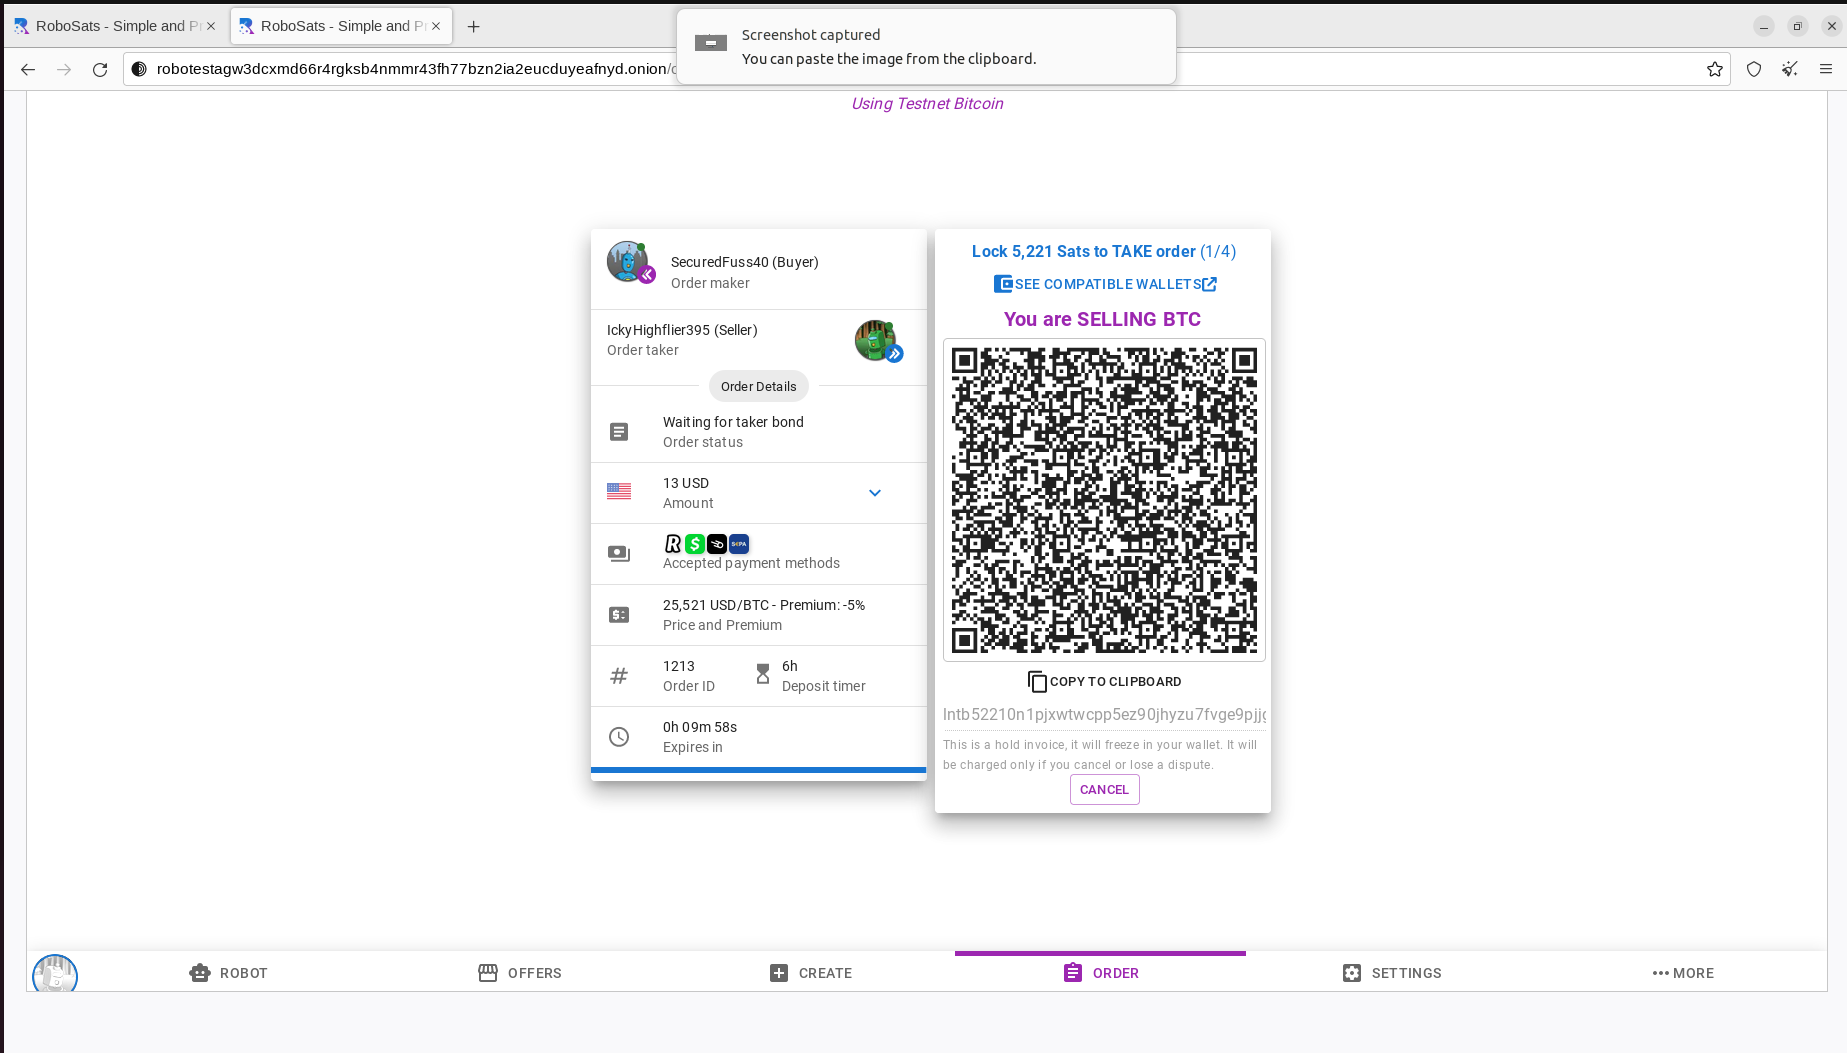 RoboSats - Simple and Pr
RoboSats - Simple and Pr
Screenshot captured
You can paste the image from the clipboard.
robotestagw3dcxmd66r4rgksb4nmmr43fh77bzn2ia2eucduyeafnyd.onion/
Using Testnet Bitcoin
SecuredFuss40 (Buyer)
Order maker
IckyHighflier395 (Seller)
Order taker
Order Details
Waiting for taker bond
Order status
13 USD
Amount
SEPA
Accepted payment methods
25,521 USD/BTC - Premium: -5%
Price and Premium
1213
Order ID
6h
Deposit timer
0h 09m 58s
Expires in
Lock 5,221 Sats to TAKE order (1/4)
SEE COMPATIBLE WALLETS
You are SELLING BTC
COPY TO CLIPBOARD
lntb52210n1pjxwtwcpp5ez90jhyzu7fvge9pjj
This is a hold invoice, it will freeze in your wallet. It will
be charged only if you cancel or lose a dispute.
CANCEL
ROBOT
OFFERS
CREATE
ORDER
SETTINGS
MORE